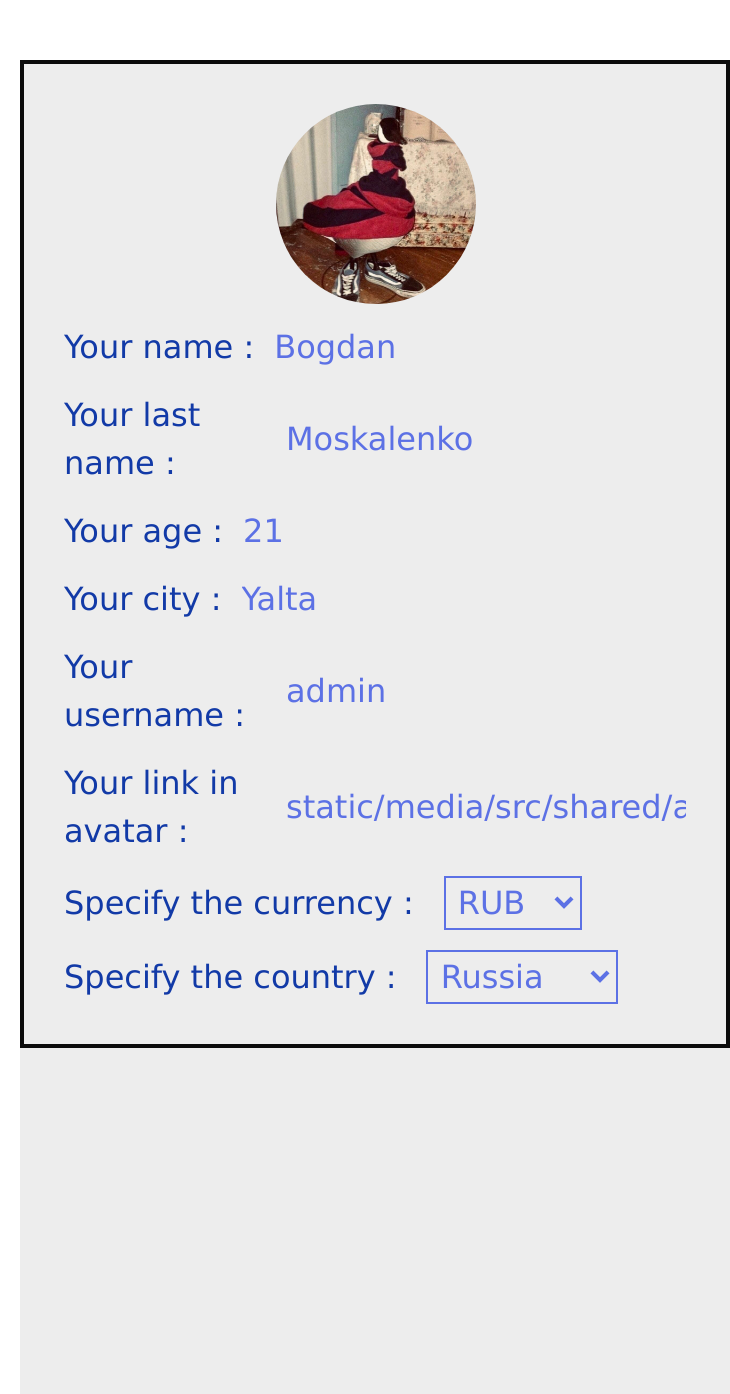 Your name : Bogdan
Your last
name : Moskalenko
Your age : 21
Your city : Yalta
Your
username : admin
Your link in
avatar : static/media/src/shared/a
Specify the currency : RUB
Specify the country : Russia